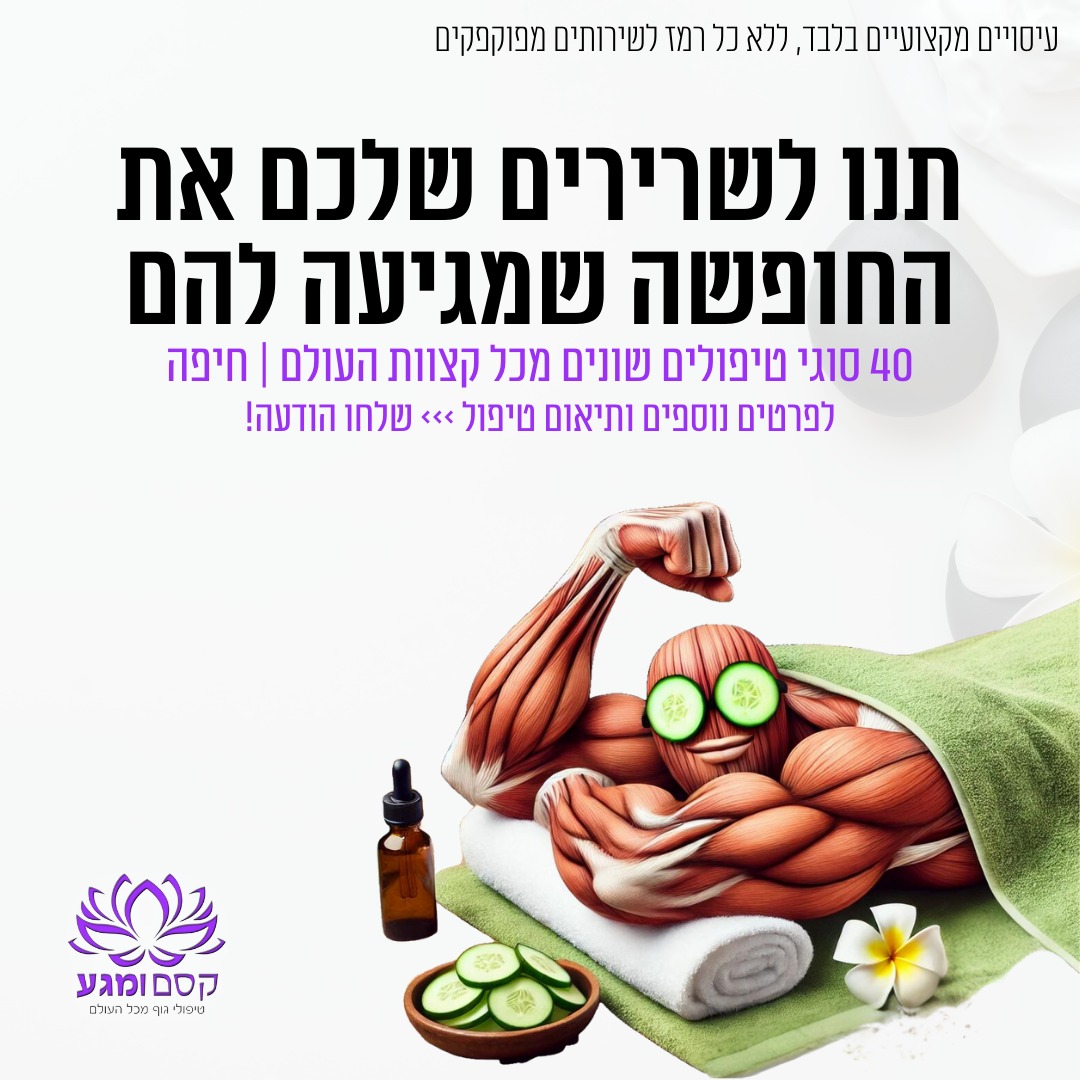 עיסויים מקצועיים בלבד, ללא כל רמז לשירותים מפוקפקים
תנו לשרירים שלכם את
החופשה שמגיעה להם
40 סוגי טיפולים שונים מכל קצוות העולם | חיפה
לפרטים נוספים ותיאום טיפול >>> שלחו הודעה!
קסם ומגע
טיפולי גוף מכל העולם